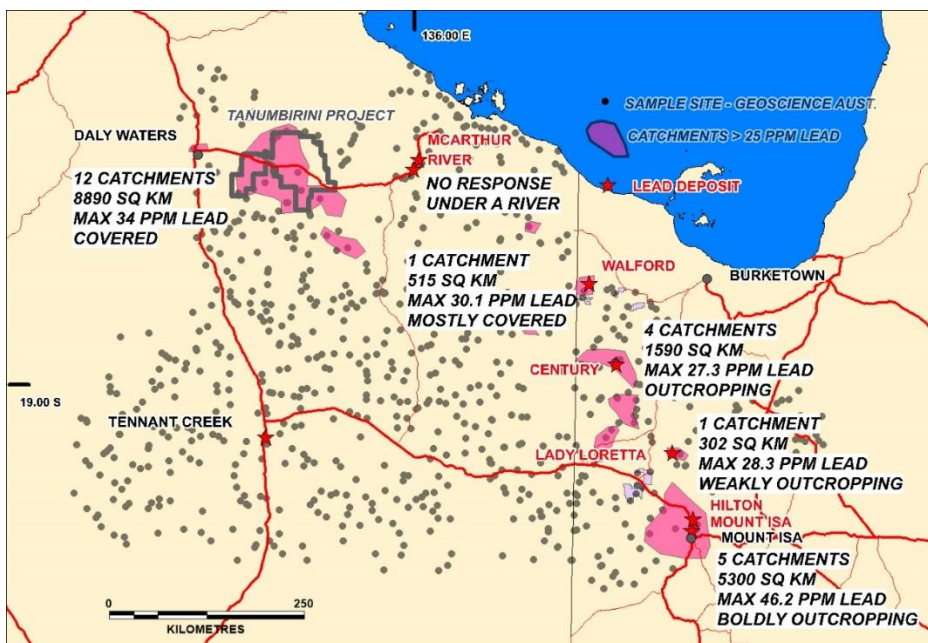 136.00 E
TANUMBIRINI PROJECT
SAMPLE SITE - GEOSCIENCE AUST.
CATCHMENTS > 25 PPM LEAD
LEAD DEPOSIT
DALY WATERS
12 CATCHMENTS
8890 SQ KM
MAX 34 PPM LEAD
COVERED
MCARTHUR
RIVER
NO RESPONSE
UNDER A RIVER
1 CATCHMENT
515 SQ KM
MAX 30.1 PPM LEAD
MOSTLY COVERED
WALFORD
BURKETOWN
CENTURY
4 CATCHMENTS
1590 SQ KM
MAX 27.3 PPM LEAD
OUTCROPPING
19.00 S
TENNANT CREEK
LADY LORETTA
1 CATCHMENT
302 SQ KM
MAX 28.3 PPM LEAD
WEAKLY OUTCROPPING
HILTON
MOUNT ISA
MOUNT ISA
5 CATCHMENTS
5300 SQ KM
MAX 46.2 PPM LEAD
BOLDLY OUTCROPPING
0 250
KILOMETRES